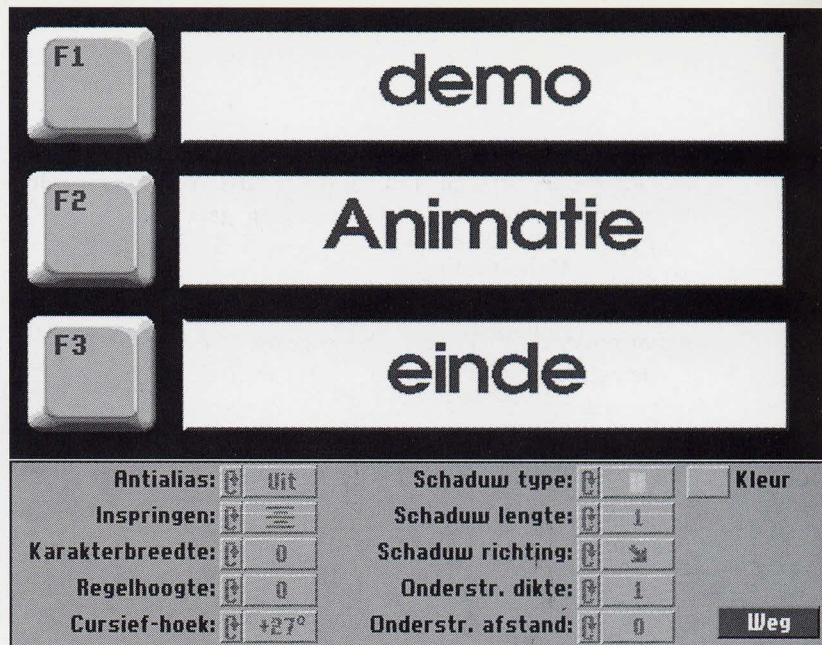 F1 demo
F2 Animatie
F3 einde
Antialias: Uit Schaduw type: Kleur
Inspringen: Schaduw lengte: 1
Karakterbreedte: 0 Schaduw richting:
Regelhoogte: 0 Onderstr. dikte: 1
Cursief-hoek: +27° Onderstr. afstand: 0 Weg